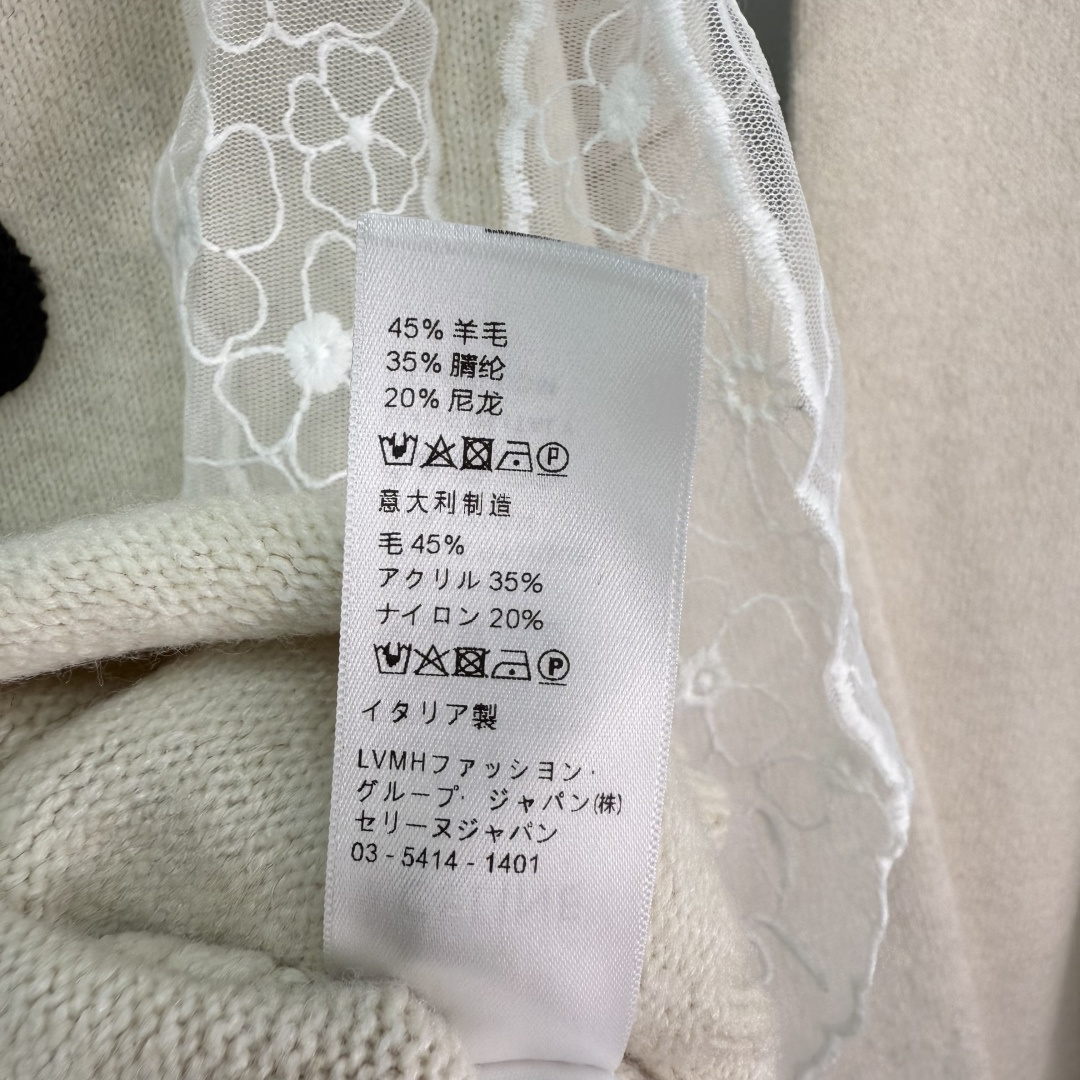 45% 羊毛
35% 腈纶
20% 尼龙
P
意大利制造
毛 45%
アクリル 35%
ナイロン 20%
P
イタリア製
LVMHファッション·
グループ· ジャパン(株)
セリーヌジャパン
03 - 5414 - 1401